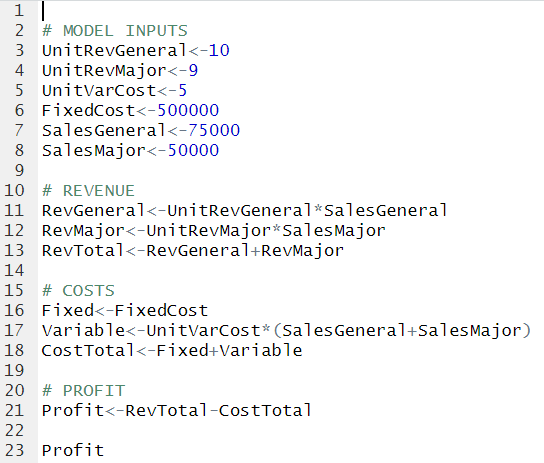 1
2 # MODEL INPUTS
3 UnitRevGeneral<-10
4 UnitRevMajor<-9
5 UnitVarCost<-5
6 FixedCost<-500000
7 SalesGeneral<-75000
8 SalesMajor<-50000
9
10 # REVENUE
11 RevGeneral<-UnitRevGeneral*SalesGeneral
12 RevMajor<-UnitRevMajor*SalesMajor
13 RevTotal<-RevGeneral+RevMajor
14
15 # COSTS
16 Fixed<-FixedCost
17 Variable<-UnitVarCost*(SalesGeneral+SalesMajor)
18 CostTotal<-Fixed+Variable
19
20 # PROFIT
21 Profit<-RevTotal-CostTotal
22
23 Profit